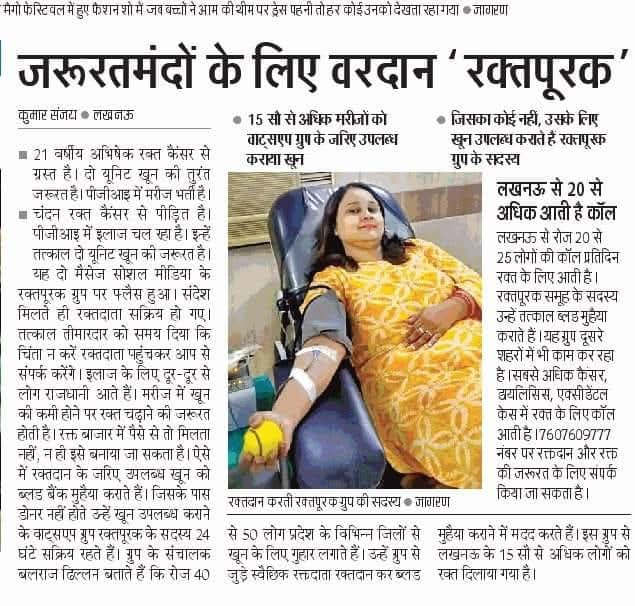 मैंगो फेस्टिवल में हुए फैशन शो में जब बच्चों ने आम की थीम पर ड्रेस पहनी तो हर कोई उनको देखता रह गया ● जागरण
जरूरतमंदों के लिए वरदान ‘रक्तपूरक’
कुमार संजय ● लखनऊ
■ 21 वर्षीय अभिषेक रक्त कैंसर से
ग्रस्त है। दो यूनिट खून की तुरंत
जरूरत है। पीजीआइ में मरीज भर्ती है।
■ चंदन रक्त कैंसर से पीड़ित है।
पीजीआइ में इलाज चल रहा है। इन्हें
तत्काल दो यूनिट खून की जरूरत है।
यह दो मैसेज सोशल मीडिया के
रक्तपूरक ग्रुप पर फ्लैस हुआ। संदेश
मिलते ही रक्तदाता सक्रिय हो गए।
तत्काल तीमारदार को समय दिया कि
चिंता न करें रक्तदाता पहुंचकर आप से
संपर्क करेंगे। इलाज के लिए दूर-दूर से
लोग राजधानी आते हैं। मरीज में खून
की कमी होने पर रक्त चढ़ाने की जरूरत
होती है। रक्त बाजार में पैसे से तो मिलता
नहीं, न ही इसे बनाया जा सकता है। ऐसे
में रक्तदान के जरिए उपलब्ध खून को
ब्लड बैंक मुहैया कराते हैं। जिसके पास
डोनर नहीं होते उन्हें खून उपलब्ध कराने
के वाट्सएप ग्रुप रक्तपूरक के सदस्य 24
घंटे सक्रिय रहते हैं। ग्रुप के संचालक
बलराज ढिल्लन बताते हैं कि रोज 40
● 15 सौ से अधिक मरीजों को
वाट्सएप ग्रुप के जरिए उपलब्ध
कराया खून
● जिसका कोई नहीं, उसके लिए
खून उपलब्ध कराते हैं रक्तपूरक
ग्रुप के सदस्य
रक्तदान करती रक्तपूरक ग्रुप की सदस्य ● जागरण
से 50 लोग प्रदेश के विभिन्न जिलों से
खून के लिए गुहार लगाते हैं। उन्हें ग्रुप से
जुड़े स्वैछिक रक्तदाता रक्तदान कर ब्लड
मुहैया कराने में मदद करते हैं। इस ग्रुप से
लखनऊ के 15 सौ से अधिक लोगों को
रक्त दिलाया गया है।
लखनऊ से 20 से
अधिक आती है कॉल
लखनऊ से रोज 20 से
25 लोगों की कॉल प्रतिदिन
रक्त के लिए आती है।
रक्तपूरक समूह के सदस्य
उन्हें तत्काल ब्लड मुहैया
कराते हैं। यह ग्रुप दूसरे
शहरों में भी काम कर रहा
है। सबसे अधिक कैंसर,
डायलिसिस, एक्सीडेंटल
केस में रक्त के लिए कॉल
आती है। 7607609777
नंबर पर रक्तदान और रक्त
की जरूरत के लिए संपर्क
किया जा सकता है।